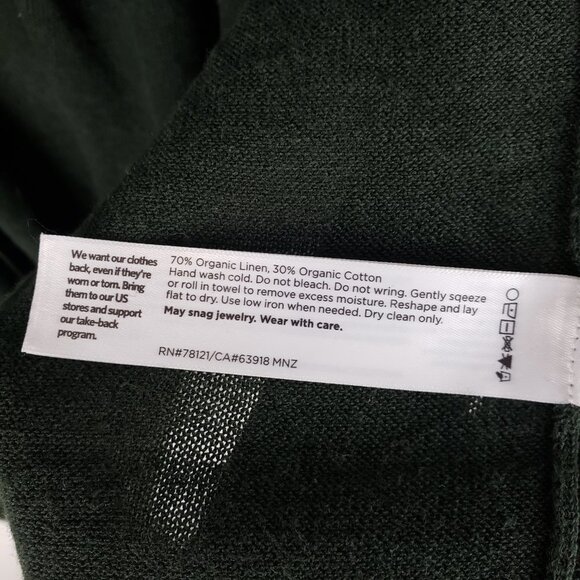 We want our clothes
back, even if they're
worn or torn. Bring
them to our US
stores and support
our take-back
program.
70% Organic Linen, 30% Organic Cotton
Hand wash cold. Do not bleach. Do not wring. Gently sqeeze
or roll in towel to remove excess moisture. Reshape and lay
flat to dry. Use low iron when needed. Dry clean only.
May snag jewelry. Wear with care.
RN#78121/CA#63918 MNZ